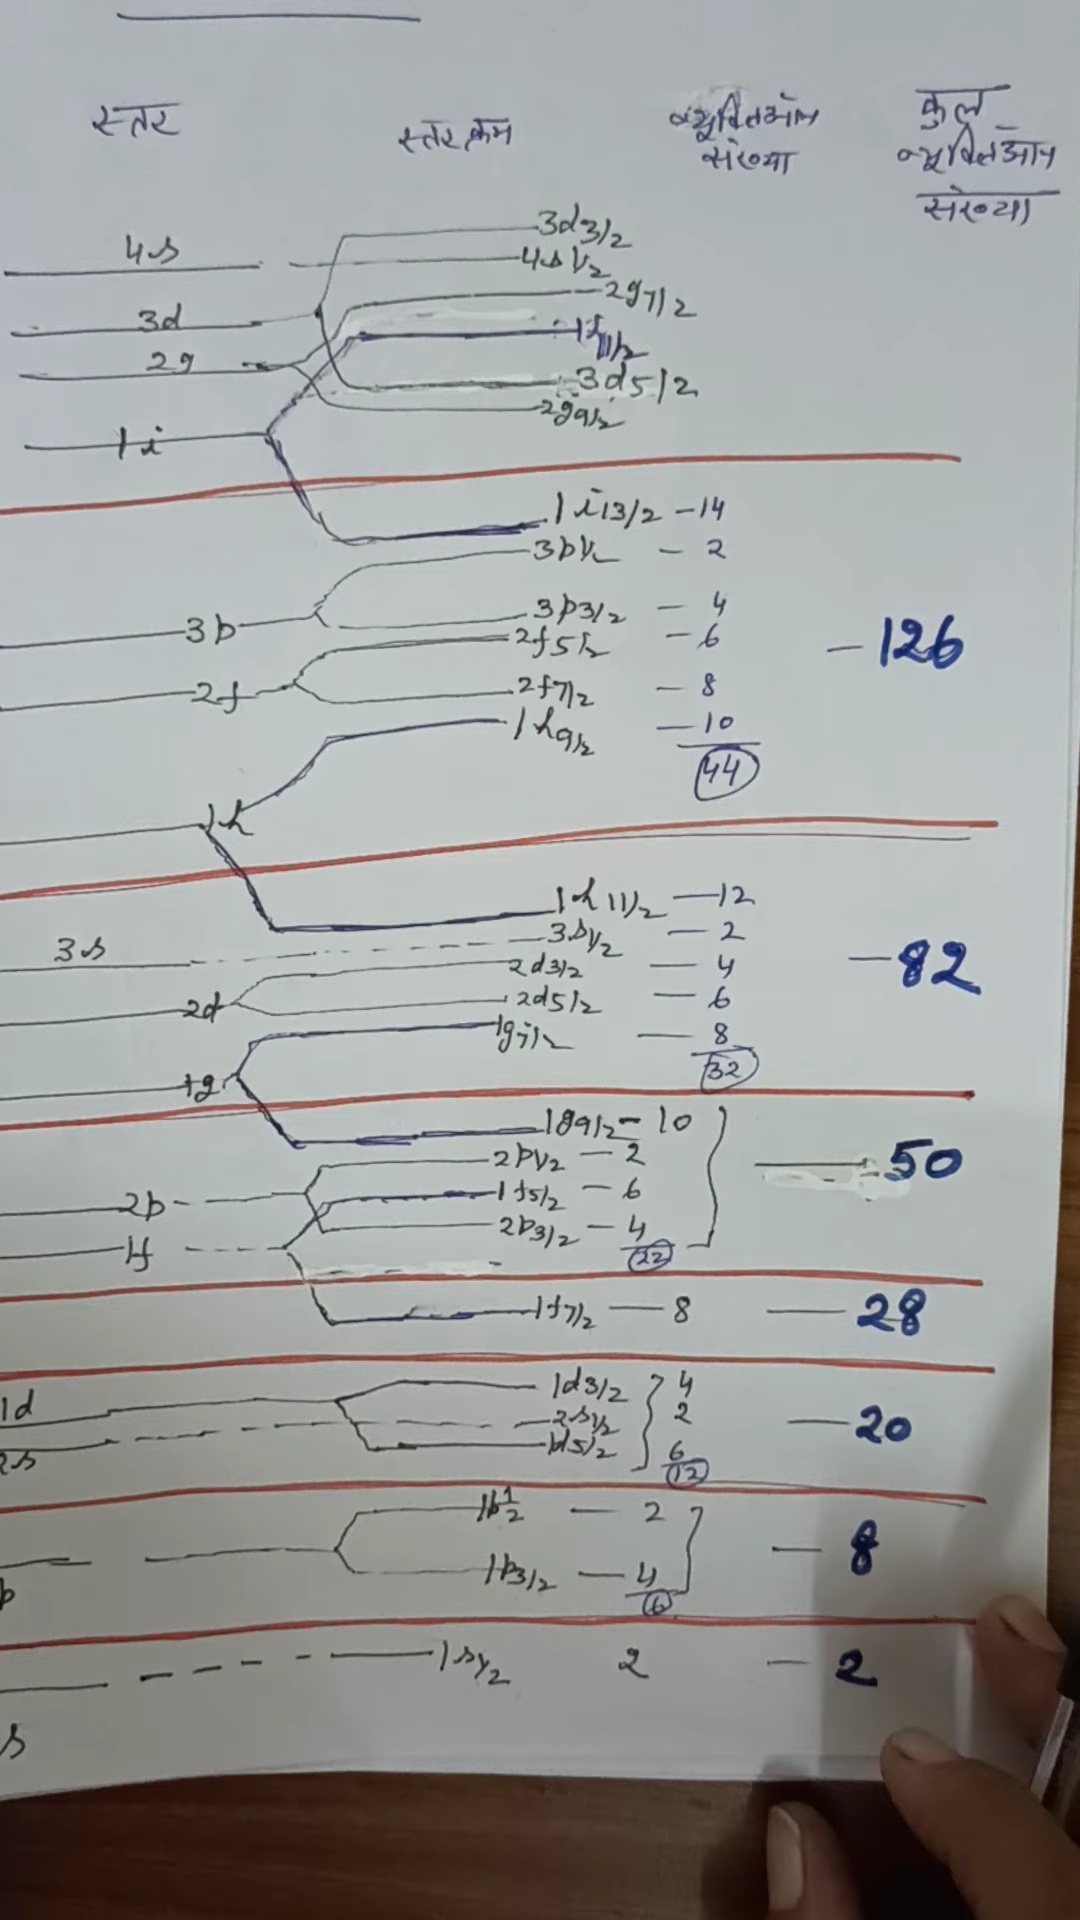 स्तर स्तर क्रम न्यूक्लिऑन संख्या कुल न्यूक्लिऑन संख्या
3d3/2
4s 4s1/2
2g7/2
3d
11/2
2g 3d5/2
2g9/2
1i
1i13/2 - 14
3p1/2 - 2
3p3/2 - 4
3p 2f5/2 - 6 - 126
2f 2f7/2 - 8
1h9/2 - 10
44
1h
1h11/2 - 12
3s 3s1/2 - 2
2d3/2 - 4 - 82
2d 2d5/2 - 6
1g7/2 - 8
1g 32
1g9/2 - 10
2p1/2 - 2 - 50
2p 1f5/2 - 6
1f 2p3/2 - 4
22
1f7/2 - 8 - 28
1d 1d3/2 4
2s1/2 2 - 20
2s 1d5/2 6
12
1p1/2 - 2
- 8
p 1p3/2 - 4
6
1s1/2 2 - 2
s